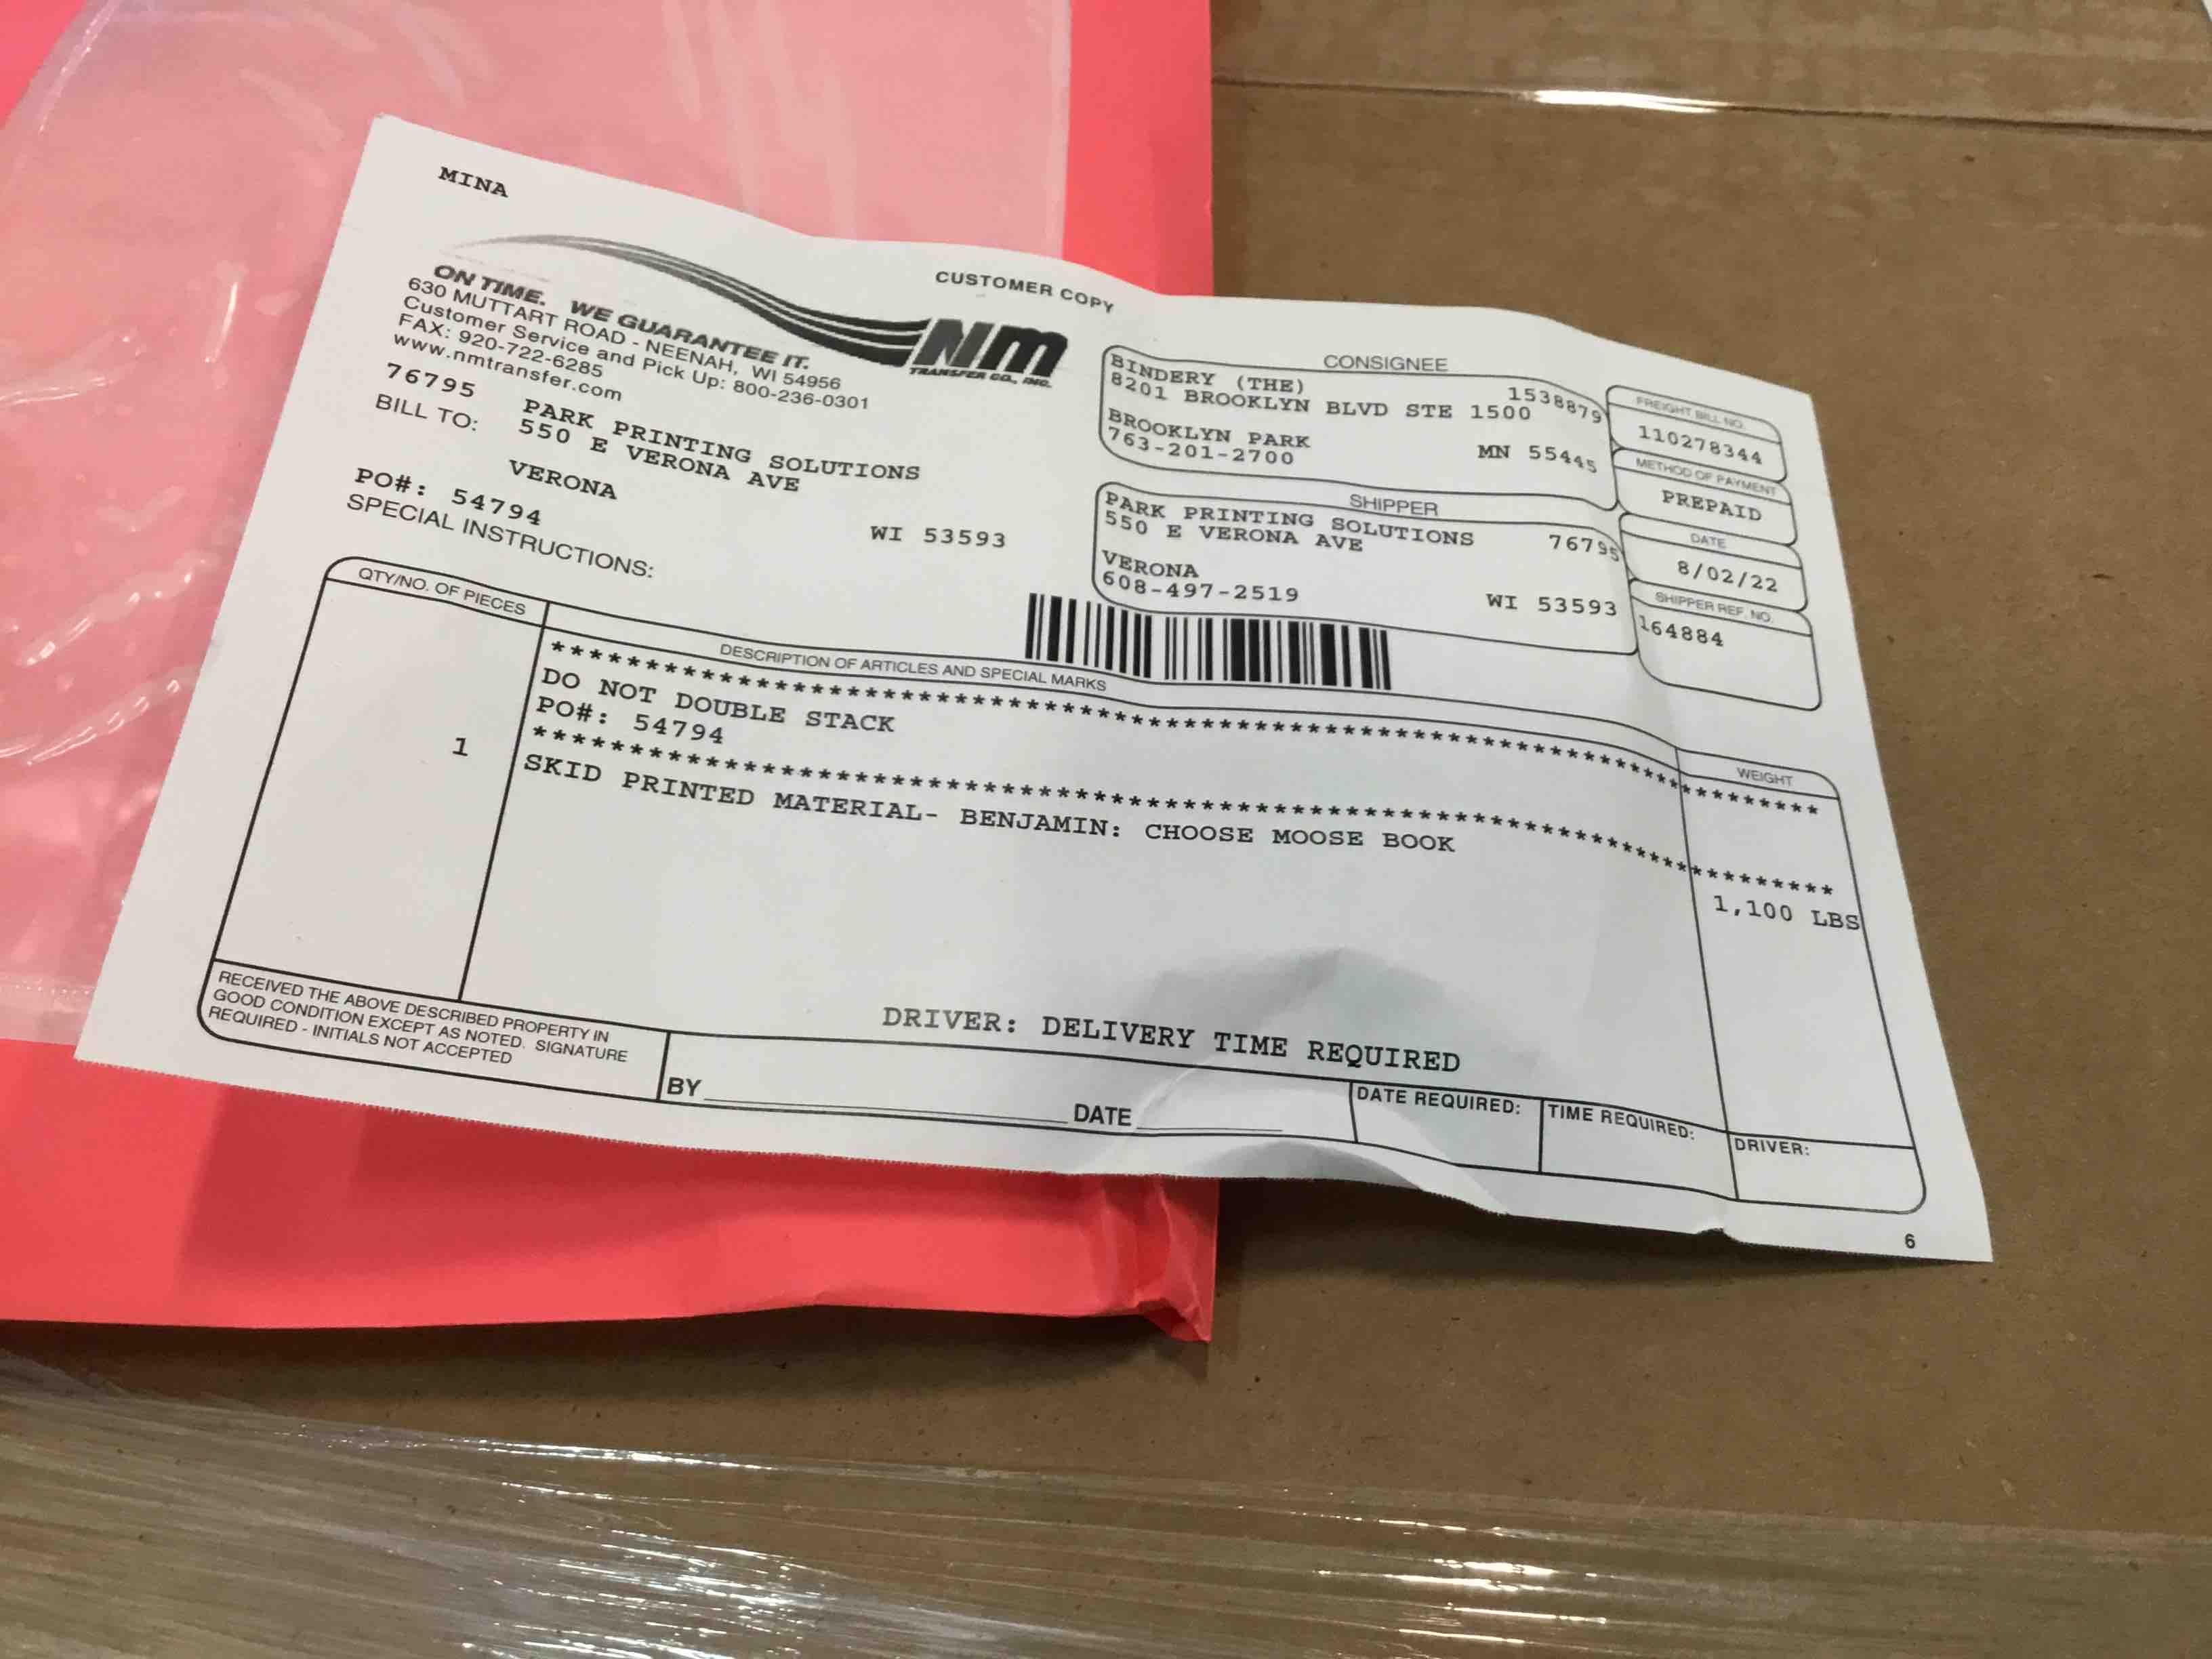 MINA
CUSTOMER COPY
NM
TRANSFER CO., INC.
ON TIME. WE GUARANTEE IT.
630 MUTTART ROAD - NEENAH, WI 54956
Customer Service and Pick Up: 800-236-0301
FAX: 920-722-6285
www.nmtransfer.com
76795
BILL TO:
PARK PRINTING SOLUTIONS
550 E VERONA AVE
VERONA WI 53593
PO#: 54794
SPECIAL INSTRUCTIONS:
CONSIGNEE
BINDERY (THE) 1538879
8201 BROOKLYN BLVD STE 1500
BROOKLYN PARK MN 55445
763-201-2700
SHIPPER
PARK PRINTING SOLUTIONS 76795
550 E VERONA AVE
VERONA WI 53593
608-497-2519
FREIGHT BILL NO.
110278344
METHOD OF PAYMENT
PREPAID
DATE
8/02/22
SHIPPER REF. NO.
164884
QTY/NO. OF PIECES
DESCRIPTION OF ARTICLES AND SPECIAL MARKS
WEIGHT
DO NOT DOUBLE STACK
PO#: 54794
1 SKID PRINTED MATERIAL- BENJAMIN: CHOOSE MOOSE BOOK 1,100 LBS
DRIVER: DELIVERY TIME REQUIRED
RECEIVED THE ABOVE DESCRIBED PROPERTY IN
GOOD CONDITION EXCEPT AS NOTED. SIGNATURE
REQUIRED - INITIALS NOT ACCEPTED
BY DATE
DATE REQUIRED:
TIME REQUIRED:
DRIVER:
6